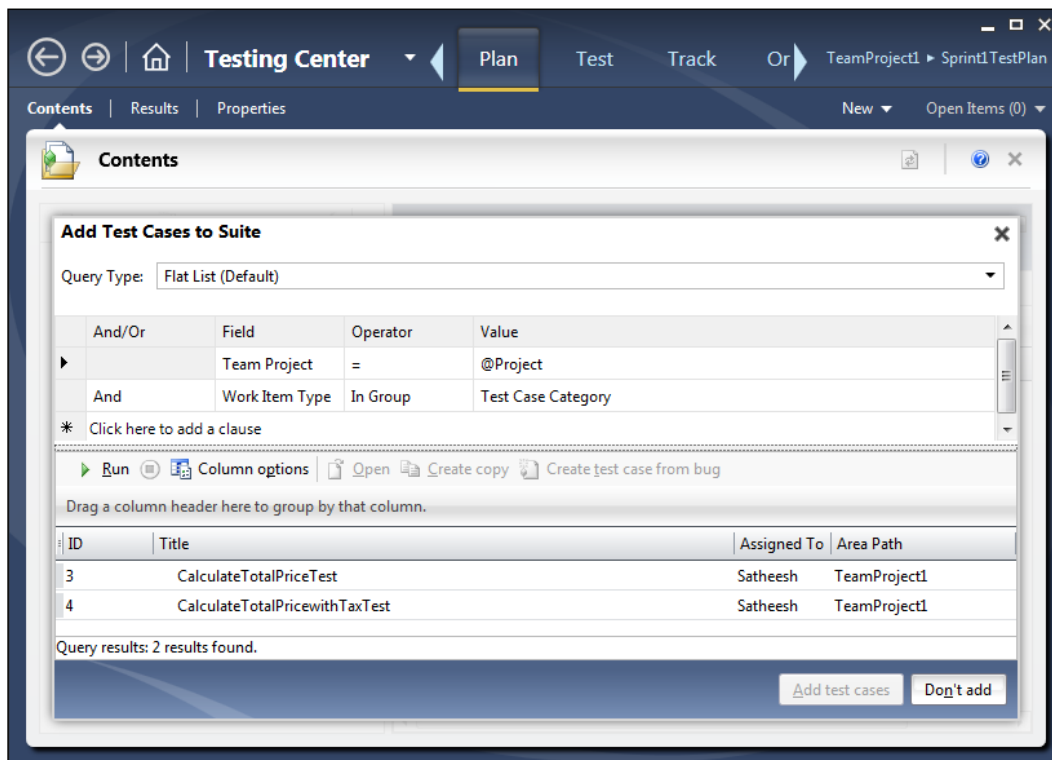 Testing Center Plan Test Track Or TeamProject1 ▸ Sprint1TestPlan
Contents | Results | Properties New Open Items (0)
Contents
Add Test Cases to Suite
Query Type: Flat List (Default)
And/Or Field Operator Value
Team Project = @Project
And Work Item Type In Group Test Case Category
* Click here to add a clause
Run Column options Open Create copy Create test case from bug
Drag a column header here to group by that column.
ID Title Assigned To Area Path
3 CalculateTotalPriceTest Satheesh TeamProject1
4 CalculateTotalPricewithTaxTest Satheesh TeamProject1
Query results: 2 results found.
Add test cases Don't add